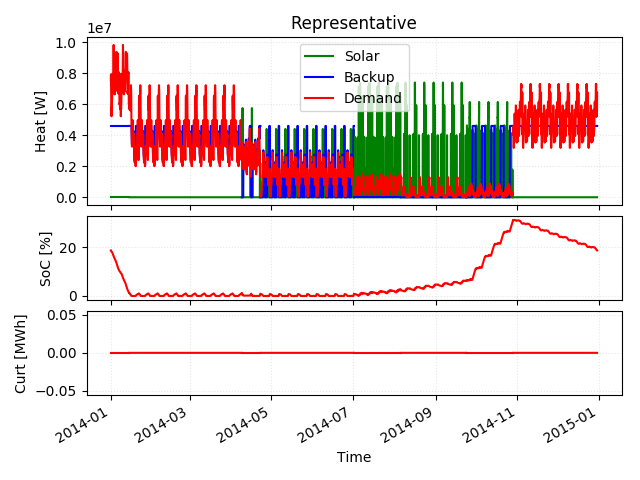 Representative
1e7
1.0
0.8
0.6
0.4
0.2
0.0
Heat [W]
Solar
Backup
Demand
20
0
SoC [%]
0.05
0.00
−0.05
Curt [MWh]
2014-01
2014-03
2014-05
2014-07
2014-09
2014-11
2015-01
Time